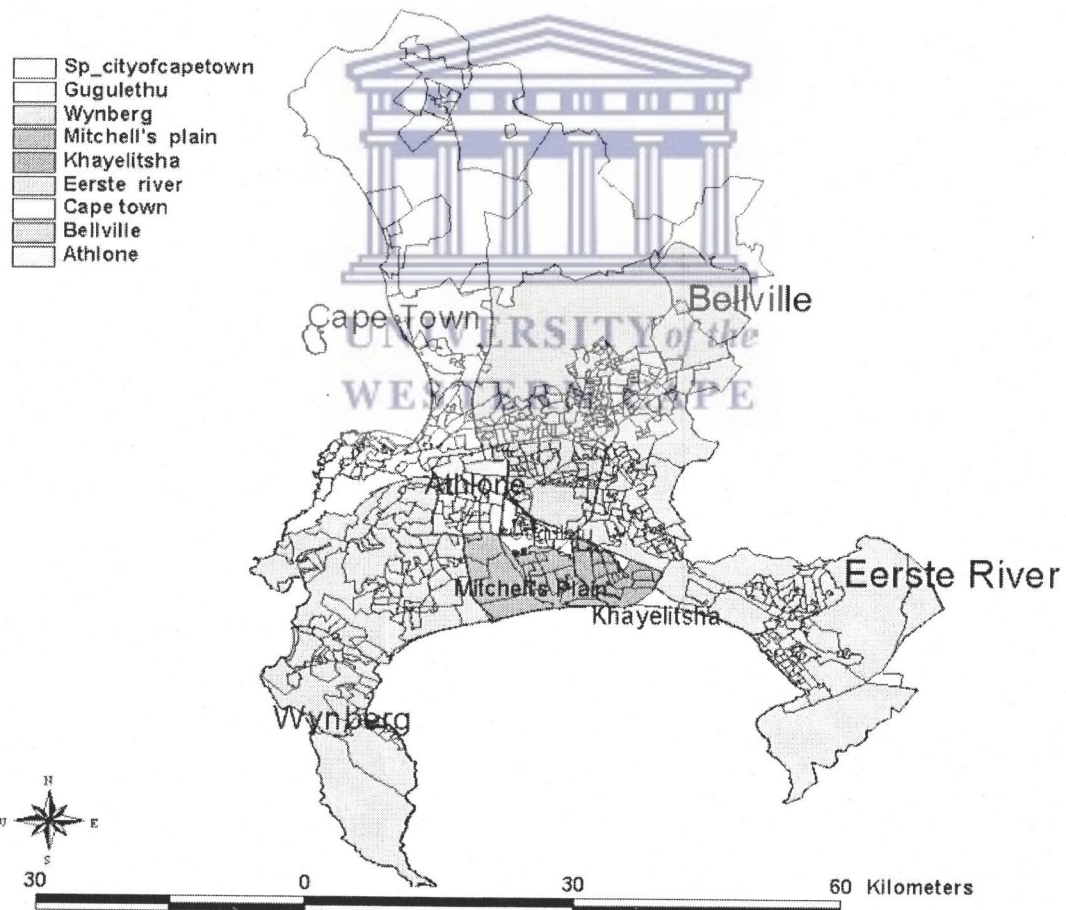 Sp_cityofcapetown
Gugulethu
Wynberg
Mitchell's plain
Khayelitsha
Eerste river
Cape town
Bellville
Athlone
Bellville
Cape Town
UNIVERSITY of the
WESTERN CAPE
Athlone
Eerste River
Mitchell's Plain
Khayelitsha
Wynberg
N
W E
S
30 0 30 60 Kilometers